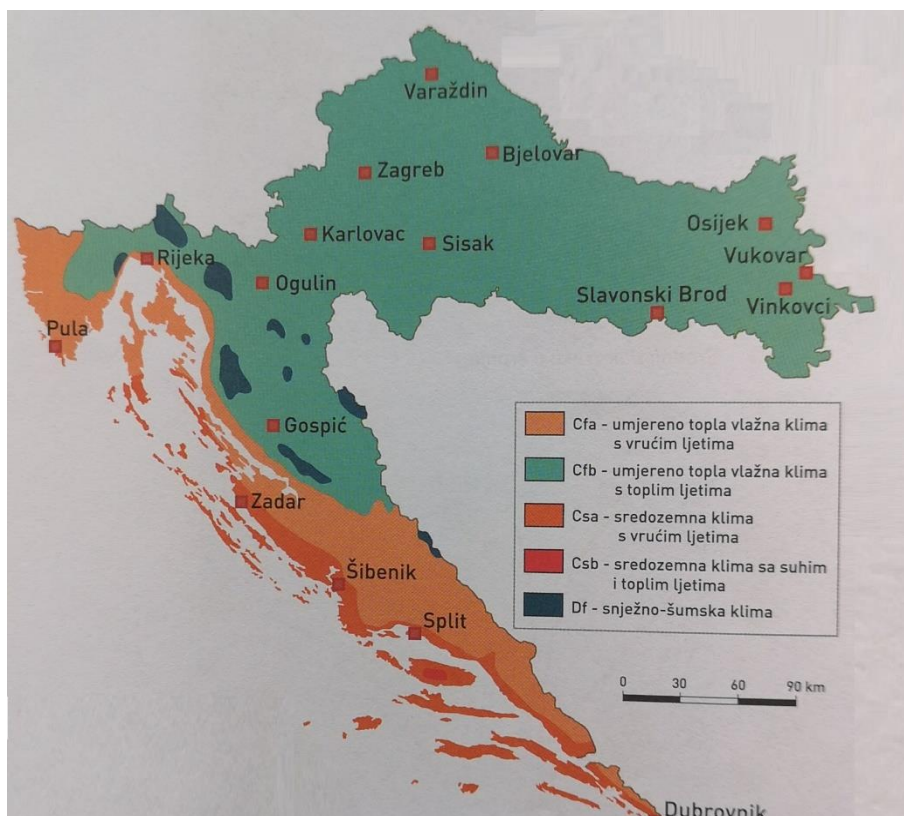 Varaždin
Bjelovar
Zagreb
Osijek
Karlovac
Sisak
Vukovar
Rijeka
Ogulin
Slavonski Brod
Vinkovci
Pula
Gospić
Cfa - umjereno topla vlažna klima
s vrućim ljetima
Cfb - umjereno topla vlažna klima
s toplim ljetima
Csa - sredozemna klima
s vrućim ljetima
Csb - sredozemna klima sa suhim
i toplim ljetima
Df - snježno-šumska klima
Zadar
Šibenik
Split
0 30 60 90 km
Dubrovnik